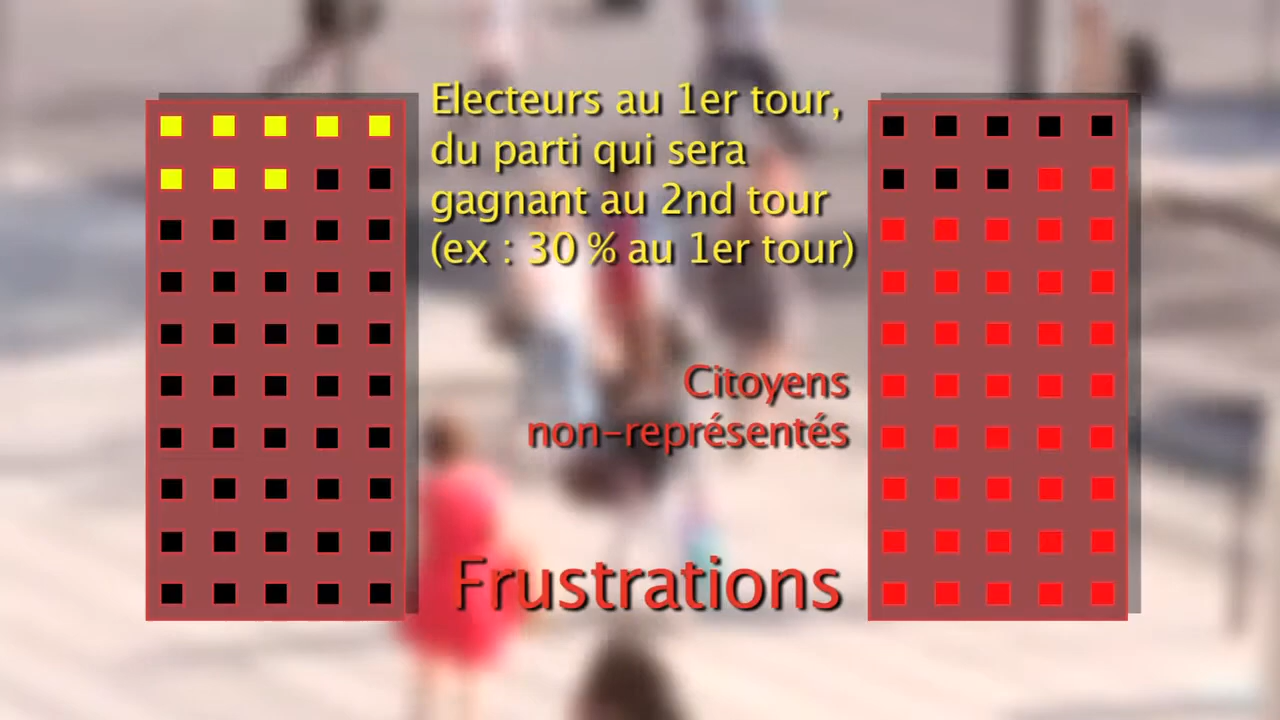 Electeurs au 1er tour,
du parti qui sera
gagnant au 2nd tour
(ex : 30 % au 1er tour)
Citoyens
non-représentés
Frustrations